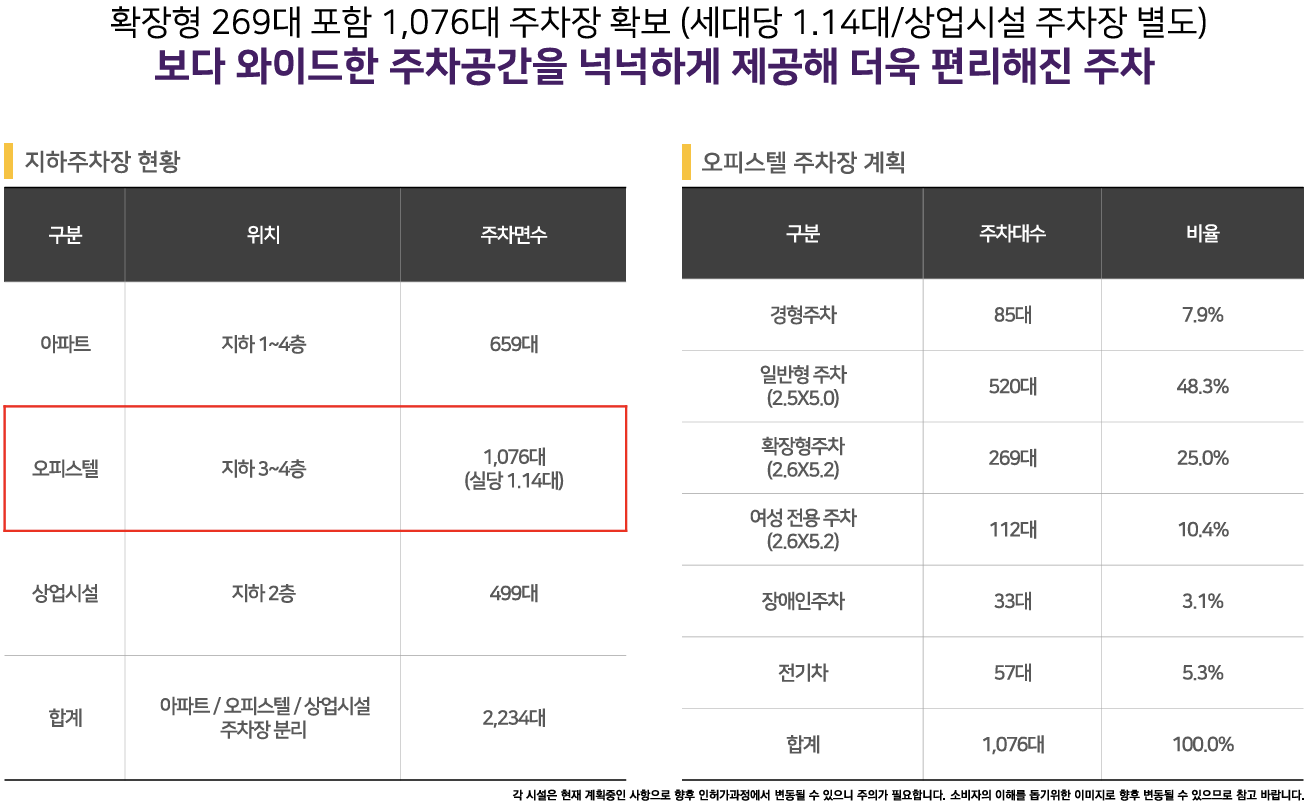 확장형 269대 포함 1,076대 주차장 확보 (세대당 1.14대/상업시설 주차장 별도)
보다 와이드한 주차공간을 넉넉하게 제공해 더욱 편리해진 주차
지하주차장 현황
구분 위치 주차면수
아파트 지하 1~4층 659대
오피스텔 지하 3~4층 1,076대
(실당 1.14대)
상업시설 지하 2층 499대
합계 아파트 / 오피스텔 / 상업시설
주차장 분리 2,234대
오피스텔 주차장 계획
구분 주차대수 비율
경형주차 85대 7.9%
일반형 주차
(2.5X5.0) 520대 48.3%
확장형주차
(2.6X5.2) 269대 25.0%
여성 전용 주차
(2.6X5.2) 112대 10.4%
장애인주차 33대 3.1%
전기차 57대 5.3%
합계 1,076대 100.0%
각 시설은 현재 계획중인 사항으로 향후 인허가과정에서 변동될 수 있으니 주의가 필요합니다. 소비자의 이해를 돕기위한 이미지로 향후 변동될 수 있으므로 참고 바랍니다.